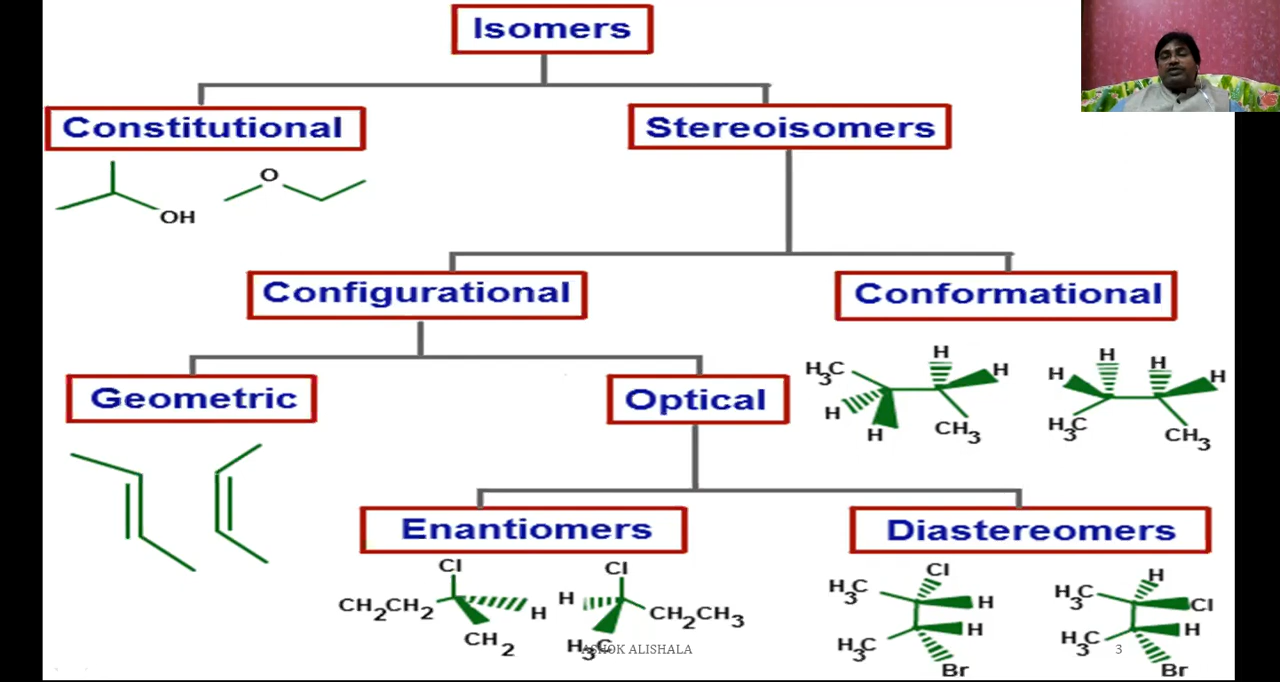 Isomers
Constitutional
Stereoisomers
O
OH
Configurational
Conformational
H
H₃C
H
H
H
CH₃
H
H
H
H
H₃C
CH₃
Geometric
Optical
Enantiomers
Diastereomers
Cl
CH₂CH₂
H
CH₂
Cl
H
CH₂CH₃
H₃C
Cl
H₃C
H
H
H₃C
Br
H
H₃C
Cl
H₃C
H
Br
ASHOK ALISHALA
3